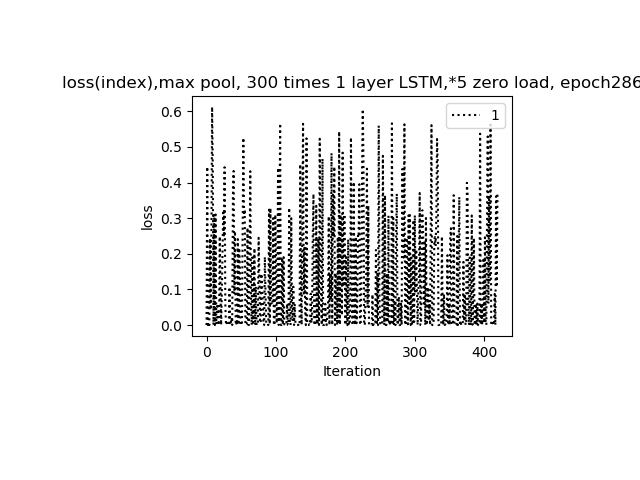 loss(index),max pool, 300 times 1 layer LSTM,*5 zero load, epoch286
1
0.6
0.5
0.4
0.3
0.2
0.1
0.0
loss
0 100 200 300 400
Iteration